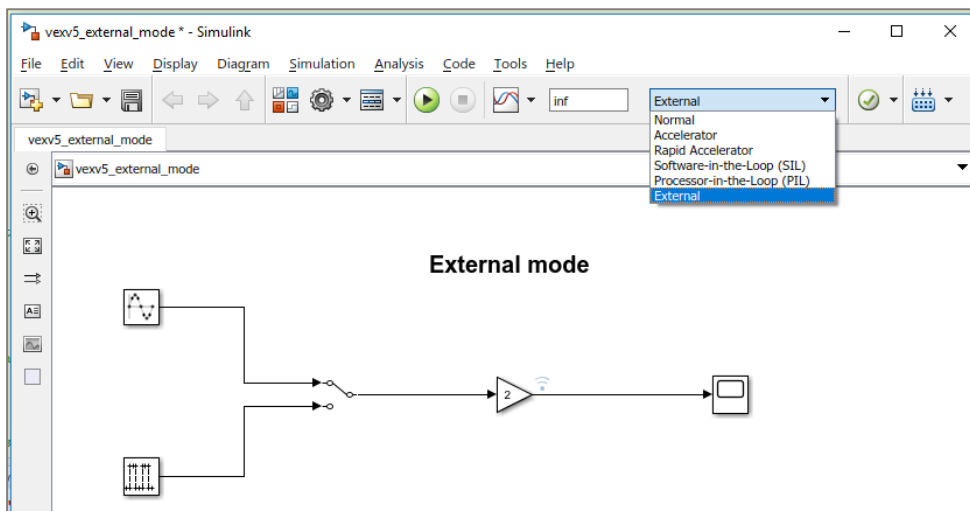 vexv5_external_mode * - Simulink
File Edit View Display Diagram Simulation Analysis Code Tools Help
inf External
Normal
Accelerator
Rapid Accelerator
Software-in-the-Loop (SIL)
Processor-in-the-Loop (PIL)
External
vexv5_external_mode
vexv5_external_mode
External mode
2